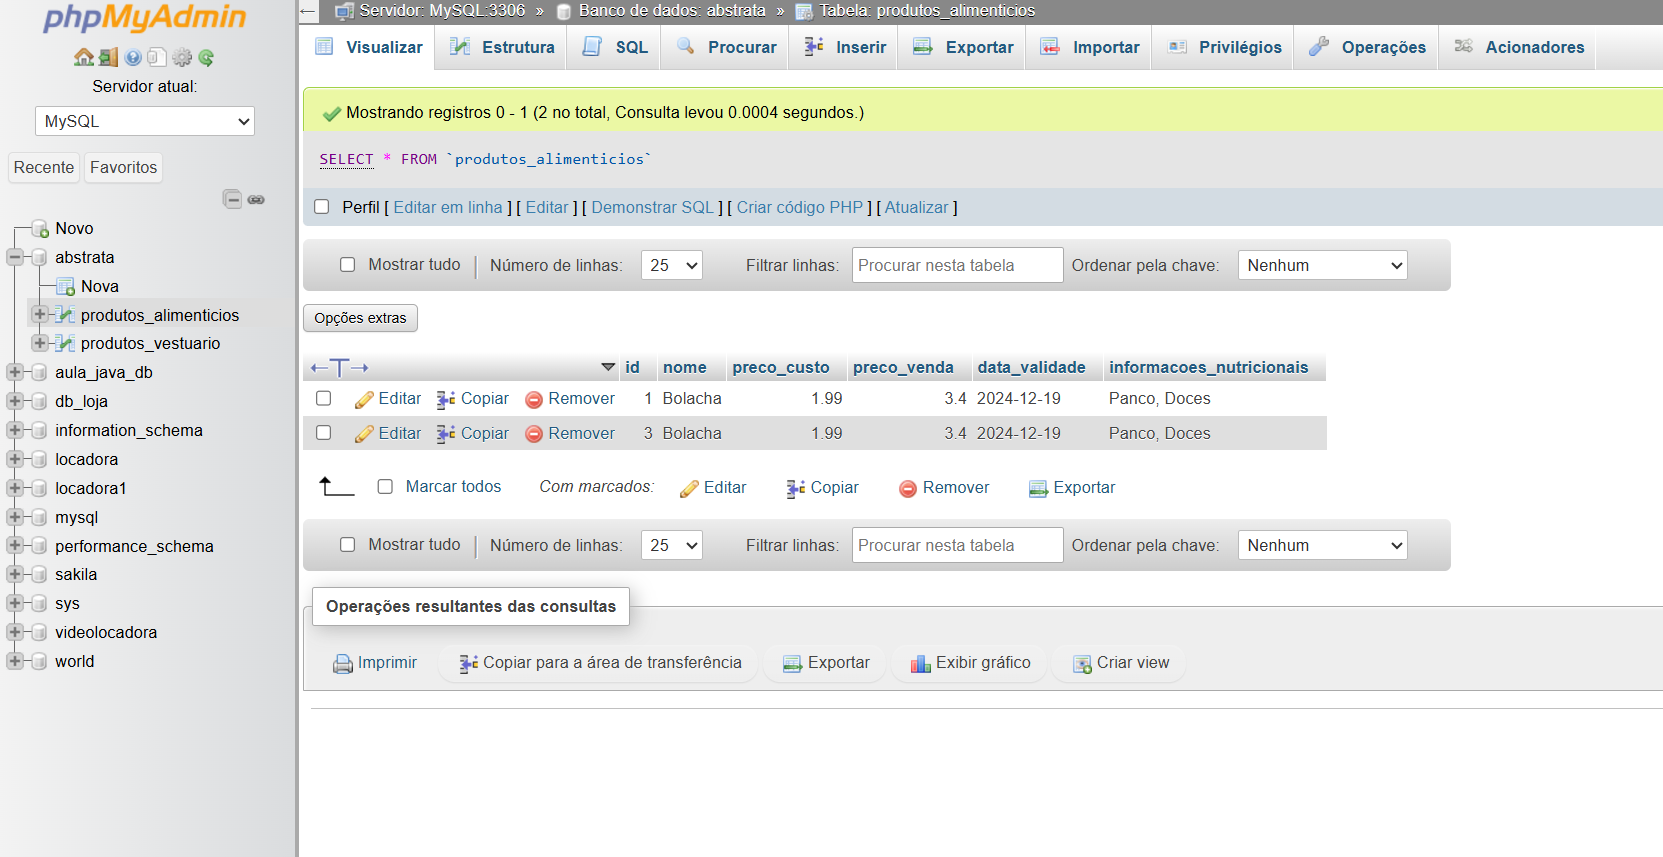 phpMyAdmin
Servidor atual:
MySQL
Recente Favoritos
Novo
abstrata
Nova
produtos_alimenticios
produtos_vestuario
aula_java_db
db_loja
information_schema
locadora
locadora1
mysql
performance_schema
sakila
sys
videolocadora
world
Servidor: MySQL:3306 » Banco de dados: abstrata » Tabela: produtos_alimenticios
Visualizar Estrutura SQL Procurar Inserir Exportar Importar Privilégios Operações Acionadores
Mostrando registros 0 - 1 (2 no total, Consulta levou 0.0004 segundos.)
SELECT * FROM `produtos_alimenticios`
Perfil [ Editar em linha ] [ Editar ] [ Demonstrar SQL ] [ Criar código PHP ] [ Atualizar ]
Mostrar tudo | Número de linhas: 25 Filtrar linhas: Procurar nesta tabela Ordenar pela chave: Nenhum
Opções extras
id nome preco_custo preco_venda data_validade informacoes_nutricionais
Editar Copiar Remover 1 Bolacha 1.99 3.4 2024-12-19 Panco, Doces
Editar Copiar Remover 3 Bolacha 1.99 3.4 2024-12-19 Panco, Doces
Marcar todos Com marcados: Editar Copiar Remover Exportar
Mostrar tudo | Número de linhas: 25 Filtrar linhas: Procurar nesta tabela Ordenar pela chave: Nenhum
Operações resultantes das consultas
Imprimir Copiar para a área de transferência Exportar Exibir gráfico Criar view